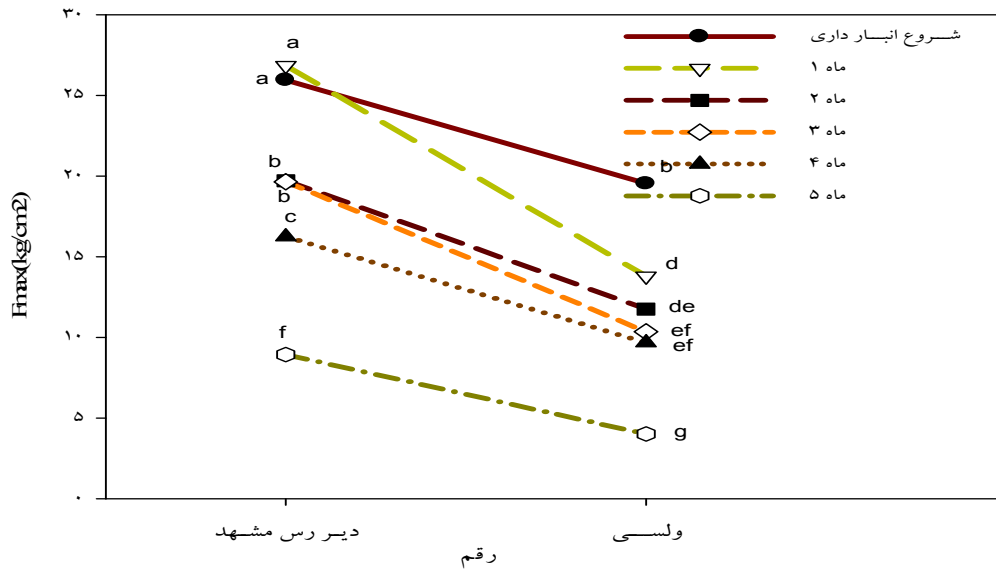 ۳۰
۲۵
۲۰
۱۵
۱۰
۵
۰
Fmax(kg/cm2)
شروع انبار داری
ماه ۱
ماه ۲
ماه ۳
ماه ۴
ماه ۵
a
a
b
b
b
c
d
de
ef
ef
f
g
دیر رس مشهد
ولسی
رقم